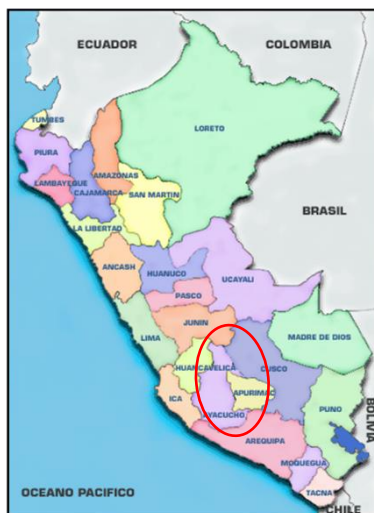 ECUADOR
COLOMBIA
TUMBES
LORETO
PIURA
AMAZONAS
LAMBAYEQUE
CAJAMARCA
SAN MARTIN
BRASIL
LA LIBERTAD
ANCASH
HUANUCO
UCAYALI
PASCO
LIMA
JUNIN
MADRE DE DIOS
HUANCAVELICA
CUSCO
ICA
APURIMAC
AYACUCHO
PUNO
BOLIVIA
AREQUIPA
MOQUEGUA
OCEANO PACIFICO
TACNA
CHILE